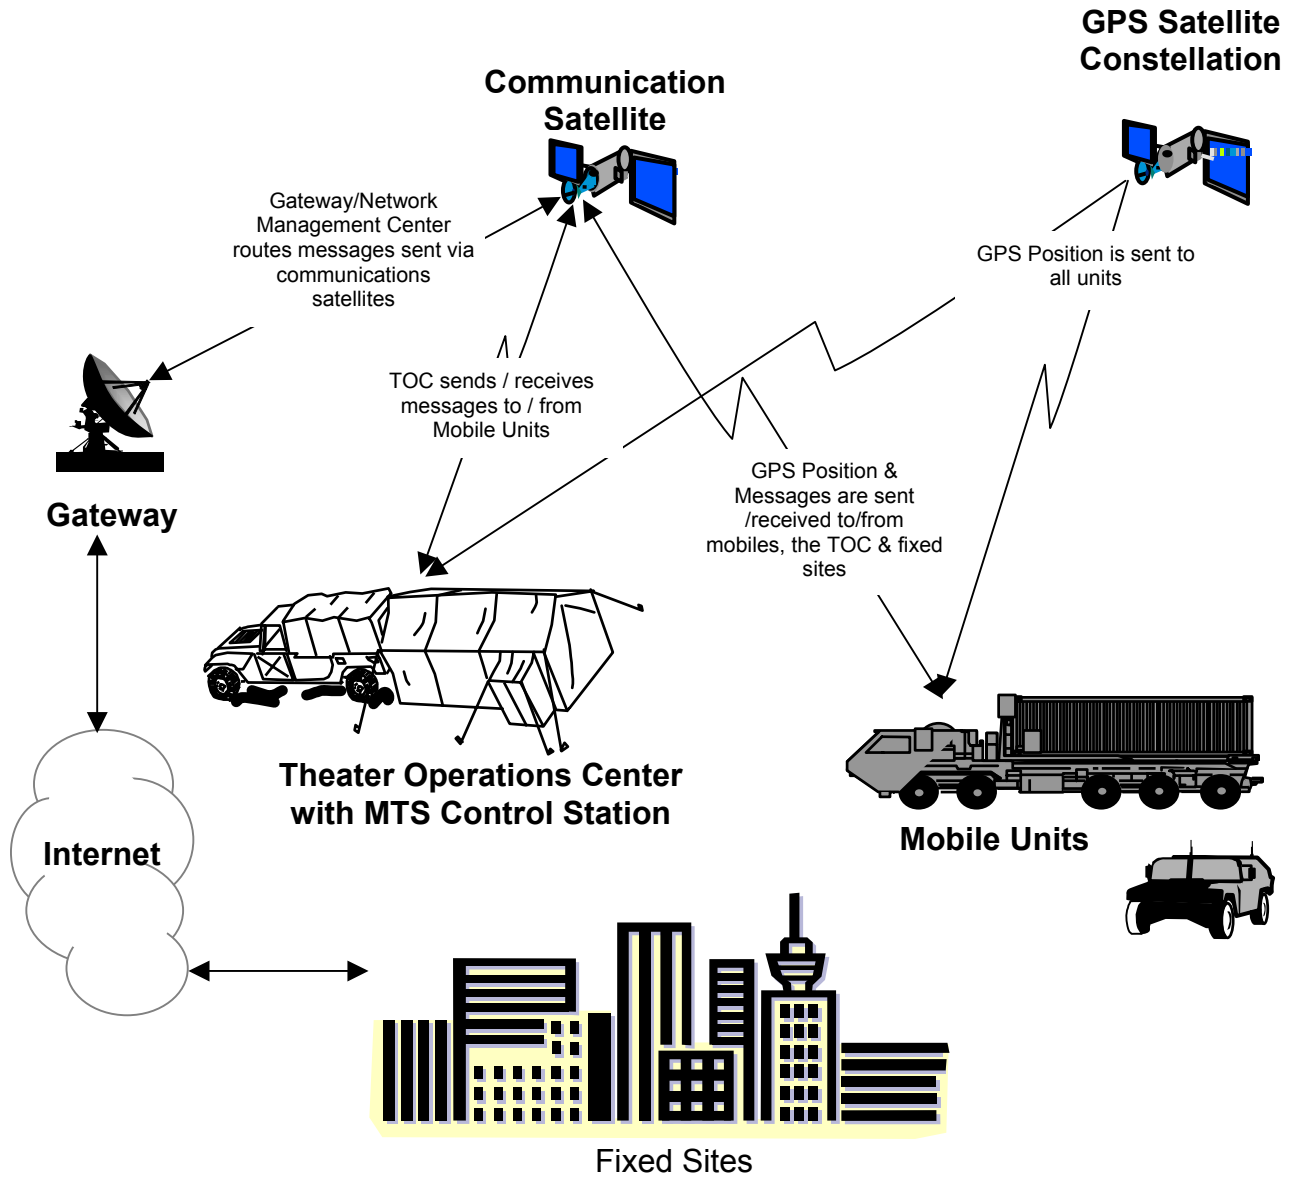 GPS Satellite
Constellation
Communication
Satellite
Gateway/Network
Management Center
routes messages sent via
communications
satellites
GPS Position is sent to
all units
TOC sends / receives
messages to / from
Mobile Units
GPS Position &
Messages are sent
/received to/from
mobiles, the TOC & fixed
sites
Gateway
Theater Operations Center
with MTS Control Station
Mobile Units
Internet
Fixed Sites